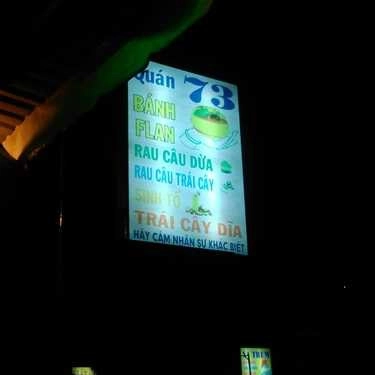 Quán 73
BÁNH
FLAN
RAU CÂU DỪA
RAU CÂU TRÁI CÂY
SINH TỐ
TRÁI CÂY DĨA
HÃY CẢM NHẬN SỰ KHÁC BIỆT